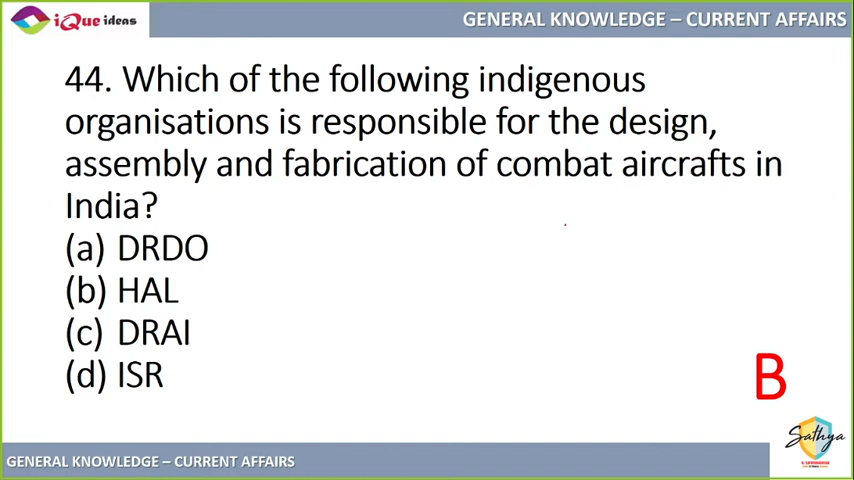 iQue ideas
GENERAL KNOWLEDGE – CURRENT AFFAIRS
44. Which of the following indigenous
organisations is responsible for the design,
assembly and fabrication of combat aircrafts in
India?
(a) DRDO
(b) HAL
(c) DRAI
(d) ISR
B
Sathya
GENERAL KNOWLEDGE – CURRENT AFFAIRS